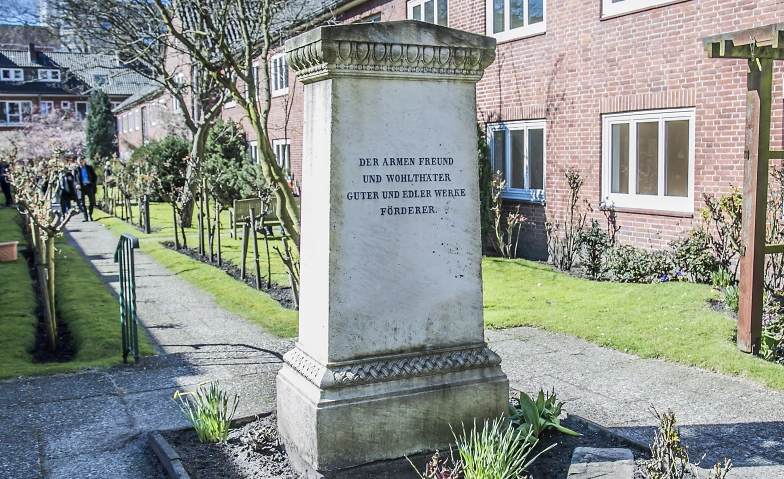 DER ARMEN FREUND
UND WOHLTHÄTER
GUTER UND EDLER WERKE
FÖRDERER.